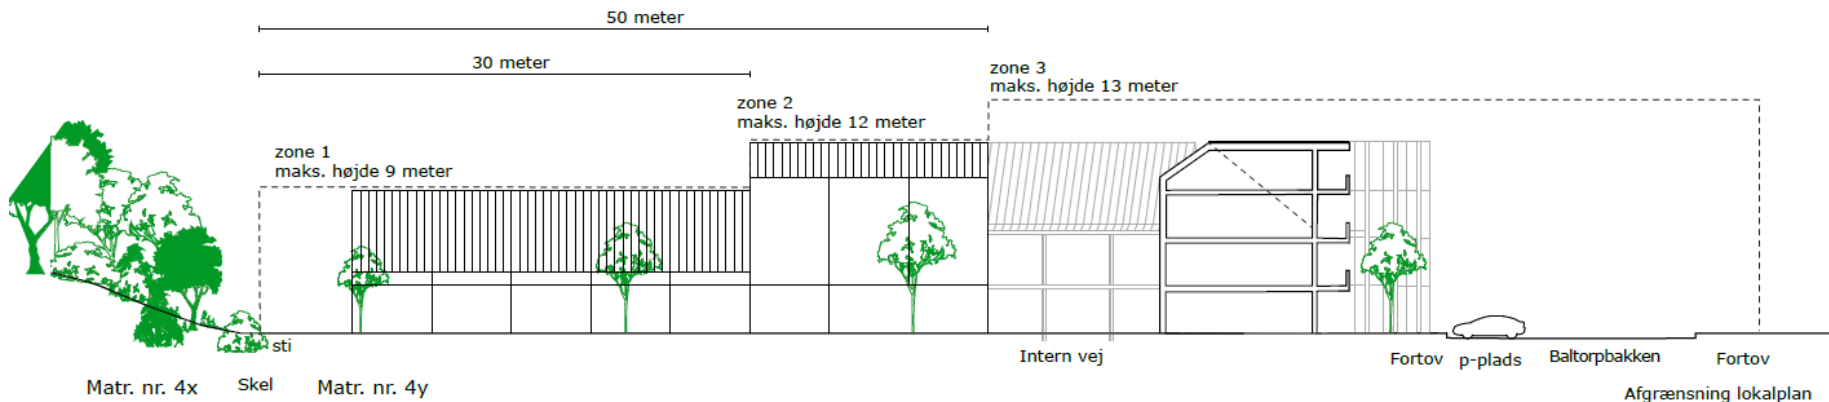 50 meter
30 meter
zone 3
maks. højde 13 meter
zone 2
maks. højde 12 meter
zone 1
maks. højde 9 meter
sti
Intern vej
Fortov
p-plads
Baltorpbakken
Fortov
Matr. nr. 4x
Skel
Matr. nr. 4y
Afgrænsning lokalplan